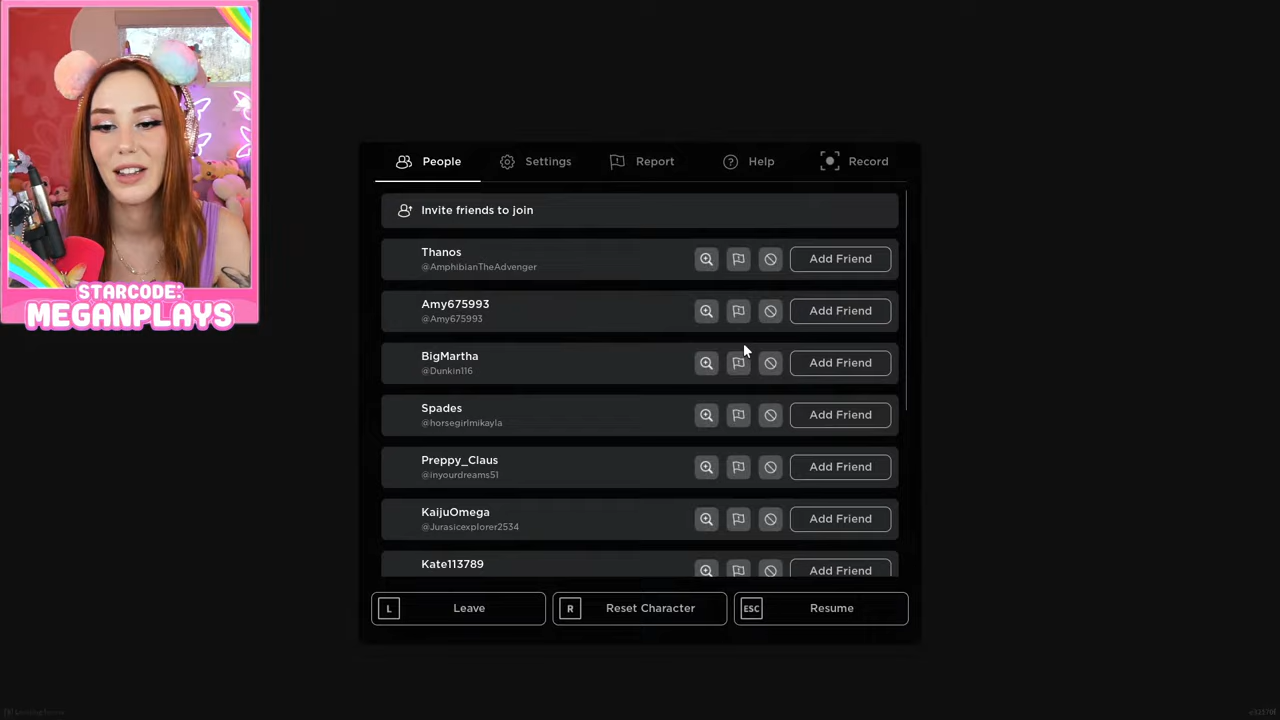 STARCODE:
MEGANPLAYS
People
Settings
Report
Help
Record
Invite friends to join
Thanos
@AmphibianTheAdvenger
Add Friend
Amy675993
@Amy675993
Add Friend
BigMartha
@Dunkin116
Add Friend
Spades
@horsegirlmikayla
Add Friend
Preppy_Claus
@inyourdreams51
Add Friend
KaijuOmega
@Jurasicexplorer2534
Add Friend
Kate113789
Add Friend
L Leave
R Reset Character
ESC Resume